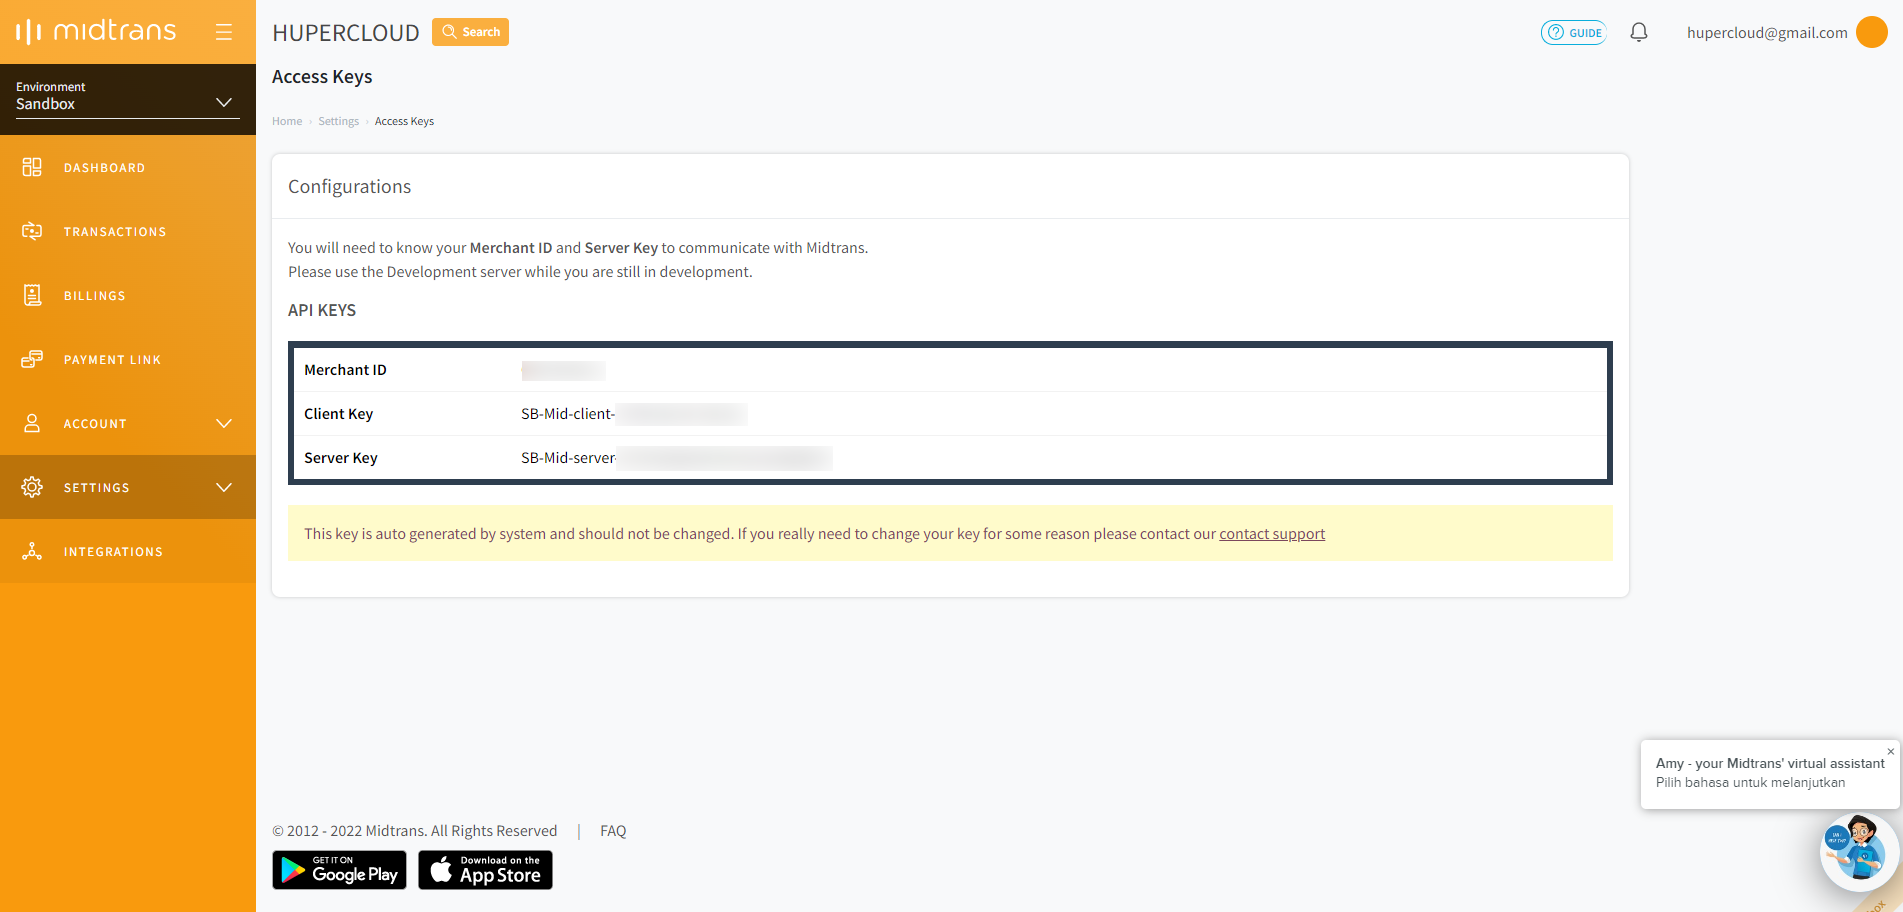 midtrans
HUPERCLOUD
Search
GUIDE
hupercloud@gmail.com
Environment
Sandbox
Access Keys
Home › Settings › Access Keys
DASHBOARD
TRANSACTIONS
BILLINGS
PAYMENT LINK
ACCOUNT
SETTINGS
INTEGRATIONS
Configurations
You will need to know your Merchant ID and Server Key to communicate with Midtrans.
Please use the Development server while you are still in development.
API KEYS
Merchant ID
Client Key SB-Mid-client-
Server Key SB-Mid-server-
This key is auto generated by system and should not be changed. If you really need to change your key for some reason please contact our contact support
Amy - your Midtrans' virtual assistant
Pilih bahasa untuk melanjutkan
© 2012 - 2022 Midtrans. All Rights Reserved | FAQ
GET IT ON
Google Play
Download on the
App Store